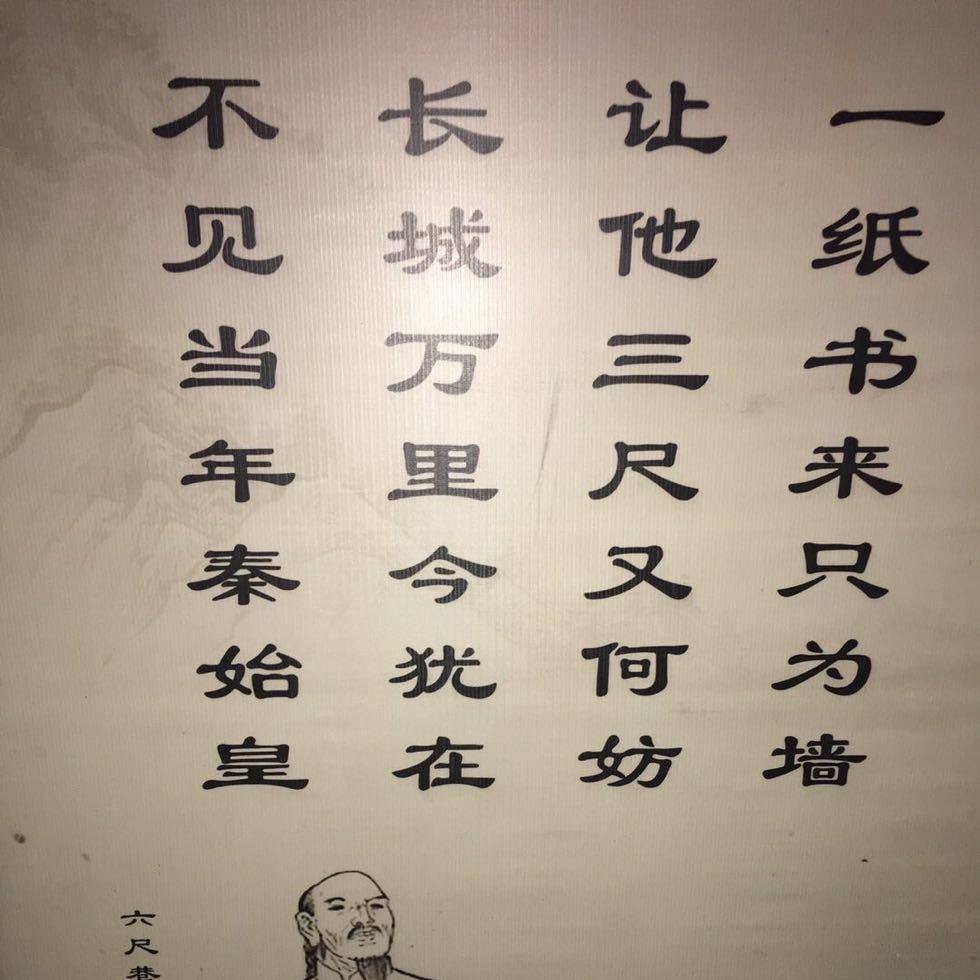 一纸书来只为墙
让他三尺又何妨
长城万里今犹在
不见当年秦始皇
六尺巷